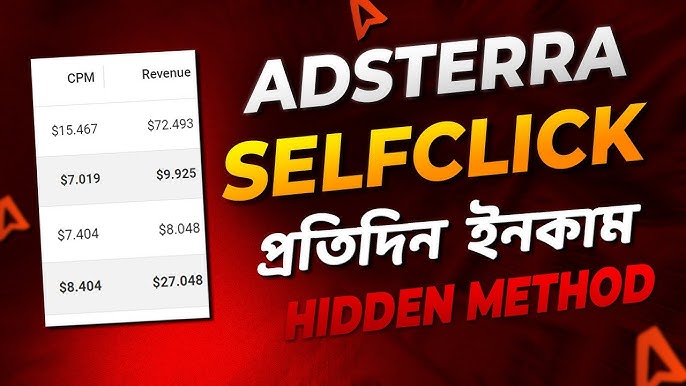 CPM Revenue
$15.467 $72.493
$7.019 $9.925
$7.404 $8.048
$8.404 $27.048
ADSTERRA
SELFCLICK
প্রতিদিন ইনকাম
HIDDEN METHOD